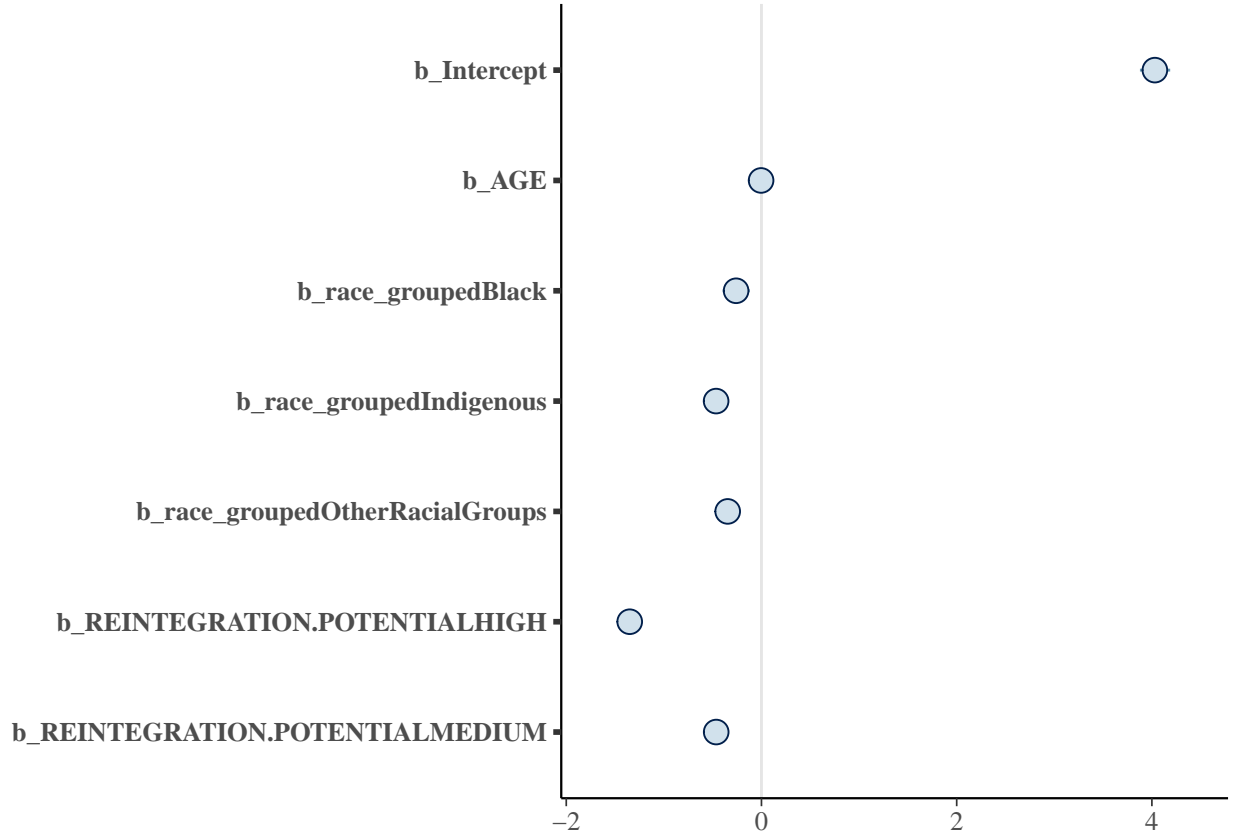 b_Intercept
b_AGE
b_race_groupedBlack
b_race_groupedIndigenous
b_race_groupedOtherRacialGroups
b_REINTEGRATION.POTENTIALHIGH
b_REINTEGRATION.POTENTIALMEDIUM
−2 0 2 4